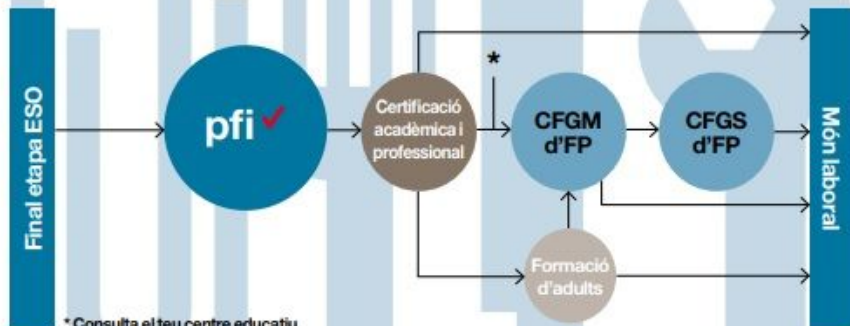 Final etapa ESO
pfi
Certificació
acadèmica i
professional
*
CFGM
d'FP
CFGS
d'FP
Formació
d'adults
Món laboral
* Consulta el teu centre educatiu